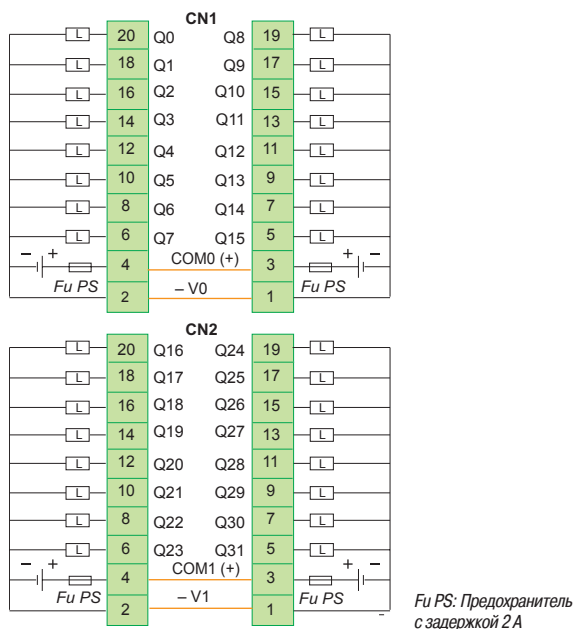 CN1
L 20 Q0 Q8 19 L
L 18 Q1 Q9 17 L
L 16 Q2 Q10 15 L
L 14 Q3 Q11 13 L
L 12 Q4 Q12 11 L
L 10 Q5 Q13 9 L
L 8 Q6 Q14 7 L
L 6 Q7 Q15 5 L
– + 4 COM0 (+) 3 + –
Fu PS 2 – V0 1 Fu PS
CN2
L 20 Q16 Q24 19 L
L 18 Q17 Q25 17 L
L 16 Q18 Q26 15 L
L 14 Q19 Q27 13 L
L 12 Q20 Q28 11 L
L 10 Q21 Q29 9 L
L 8 Q22 Q30 7 L
L 6 Q23 Q31 5 L
– + 4 COM1 (+) 3 + –
Fu PS 2 – V1 1 Fu PS
Fu PS: Предохранитель
с задержкой 2 А